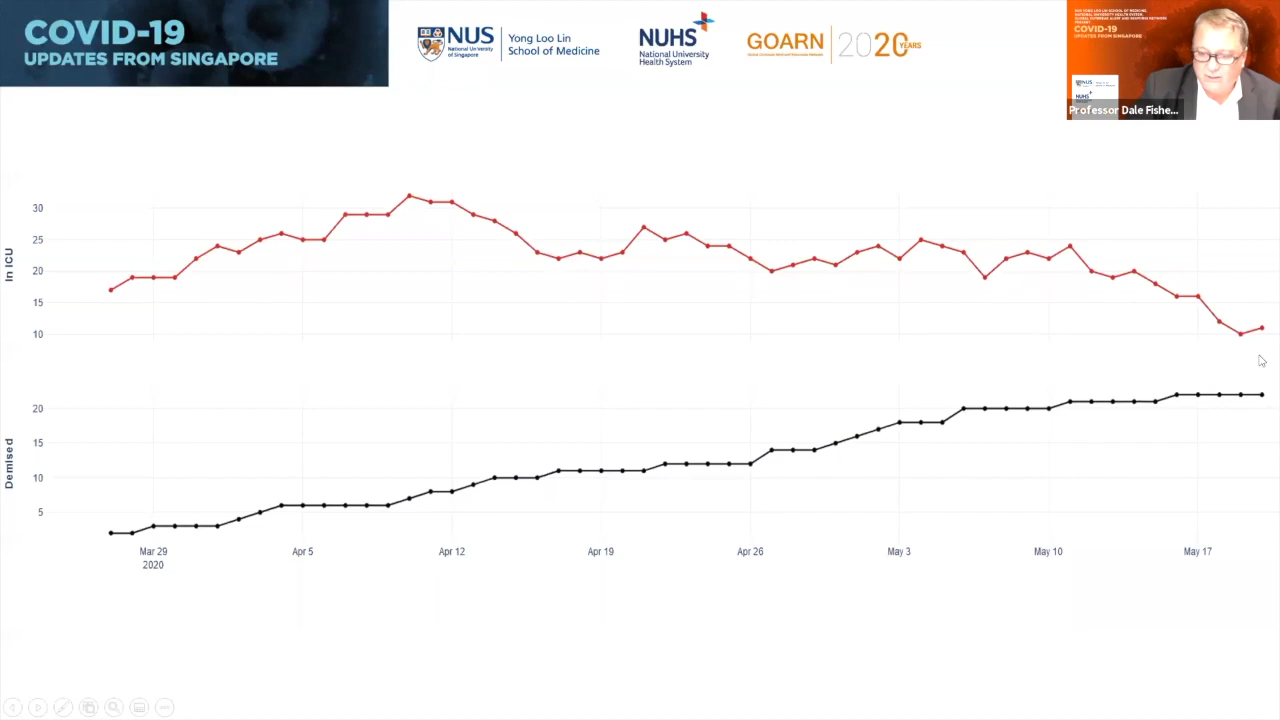 COVID-19
UPDATES FROM SINGAPORE
NUS
National University
of Singapore
Yong Loo Lin
School of Medicine
NUHS
National University
Health System
GOARN
2020 YEARS
COVID-19
UPDATES FROM SINGAPORE
NUS
NUHS
Professor Dale Fishe...
In ICU
30
25
20
15
10
Demised
20
15
10
5
Mar 29
2020
Apr 5
Apr 12
Apr 19
Apr 26
May 3
May 10
May 17